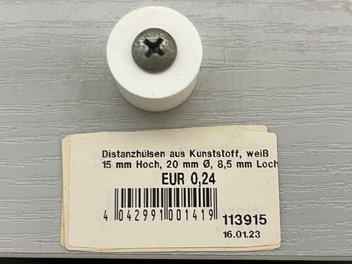 Distanzhülsen aus Kunststoff, weiß
15 mm Hoch, 20 mm Ø, 8,5 mm Loch
EUR 0,24
4 042991 001419
113915
16.01.23